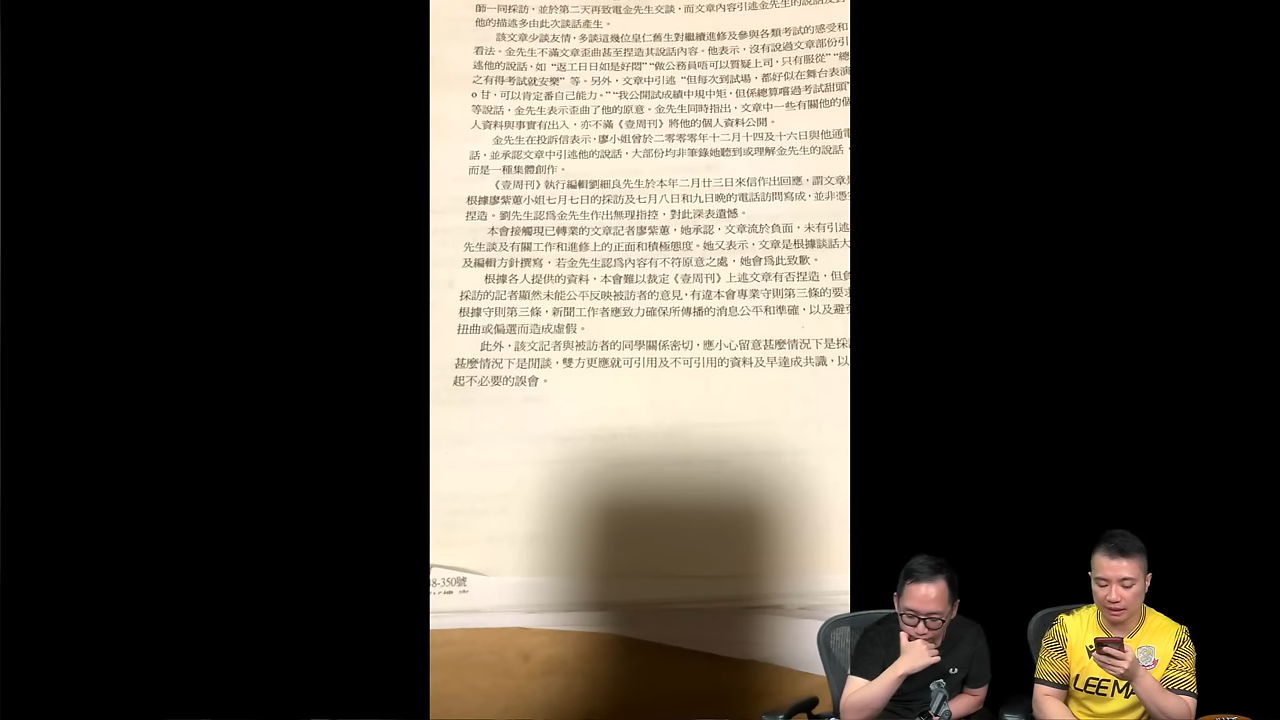 師一同採訪，並於第二天再致電金先生交談，而文章內容引述金先生的說話及對
他的描述多由此次談話產生。
該文章少談友情，多談這幾位皇仁舊生對繼續進修及參與各類考試的感受和
看法。金先生不滿文章歪曲甚至捏造其說話內容。他表示，沒有說過文章部份引
述他的說話，如“返工日日如是好悶”“做公務員唔可以質疑上司，只有服從”“總
之有得考試就安樂”等。另外，文章中引述“但每次到試場，都好似在舞台表演
o甘，可以肯定番自己能力。”“我公開試成績中規中矩，但係總算嚐過考試甜頭”
等說話，金先生表示歪曲了他的原意。金先生同時指出，文章中一些有關他的個
人資料與事實有出入，亦不滿《壹周刊》將他的個人資料公開。
金先生在投訴信表示，廖小姐曾於二零零零年十二月十四及十六日與他通電
話，並承認文章中引述他的說話，大部份均非筆錄她聽到或理解金先生的說話，
而是一種集體創作。
《壹周刊》執行編輯劉細良先生於本年二月廿三日來信作出回應，謂文章是
根據廖紫蕙小姐七月七日的採訪及七月八日和九日晚的電話訪問寫成，並非憑空
捏造。劉先生認爲金先生作出無理指控，對此深表遺憾。
本會接觸現已轉業的文章記者廖紫蕙，她承認，文章流於負面，未有引述
先生談及有關工作和進修上的正面和積極態度。她又表示，文章是根據談話大
及編輯方針撰寫，若金先生認爲內容有不符原意之處，她會爲此致歉。
根據各人提供的資料，本會難以裁定《壹周刊》上述文章有否捏造，但負
採訪的記者顯然未能公平反映被訪者的意見，有違本會專業守則第三條的要求
根據守則第三條，新聞工作者應致力確保所傳播的消息公平和準確，以及避免
扭曲或偏選而造成虛假。
此外，該文記者與被訪者的同學關係密切，應小心留意甚麼情況下是採
甚麼情況下是閒談，雙方更應就可引用及不可引用的資料及早達成共識，以
起不必要的誤會。
8-350號
LEE MA